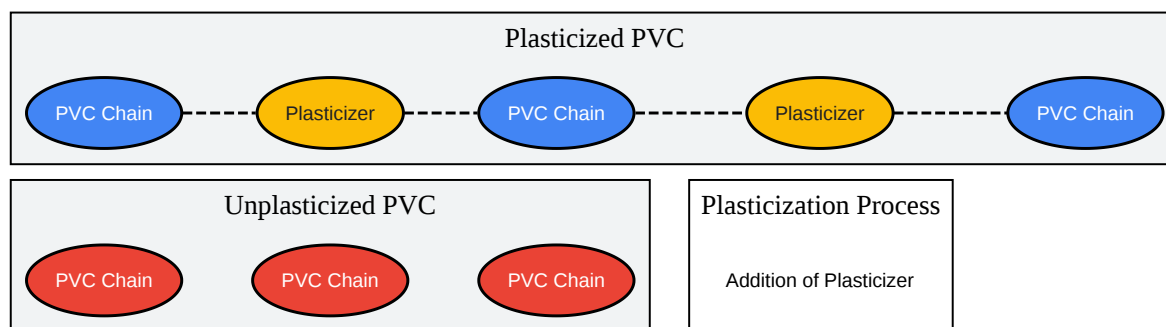 Plasticized PVC
PVC Chain Plasticizer PVC Chain Plasticizer PVC Chain
Unplasticized PVC
PVC Chain PVC Chain PVC Chain
Plasticization Process
Addition of Plasticizer